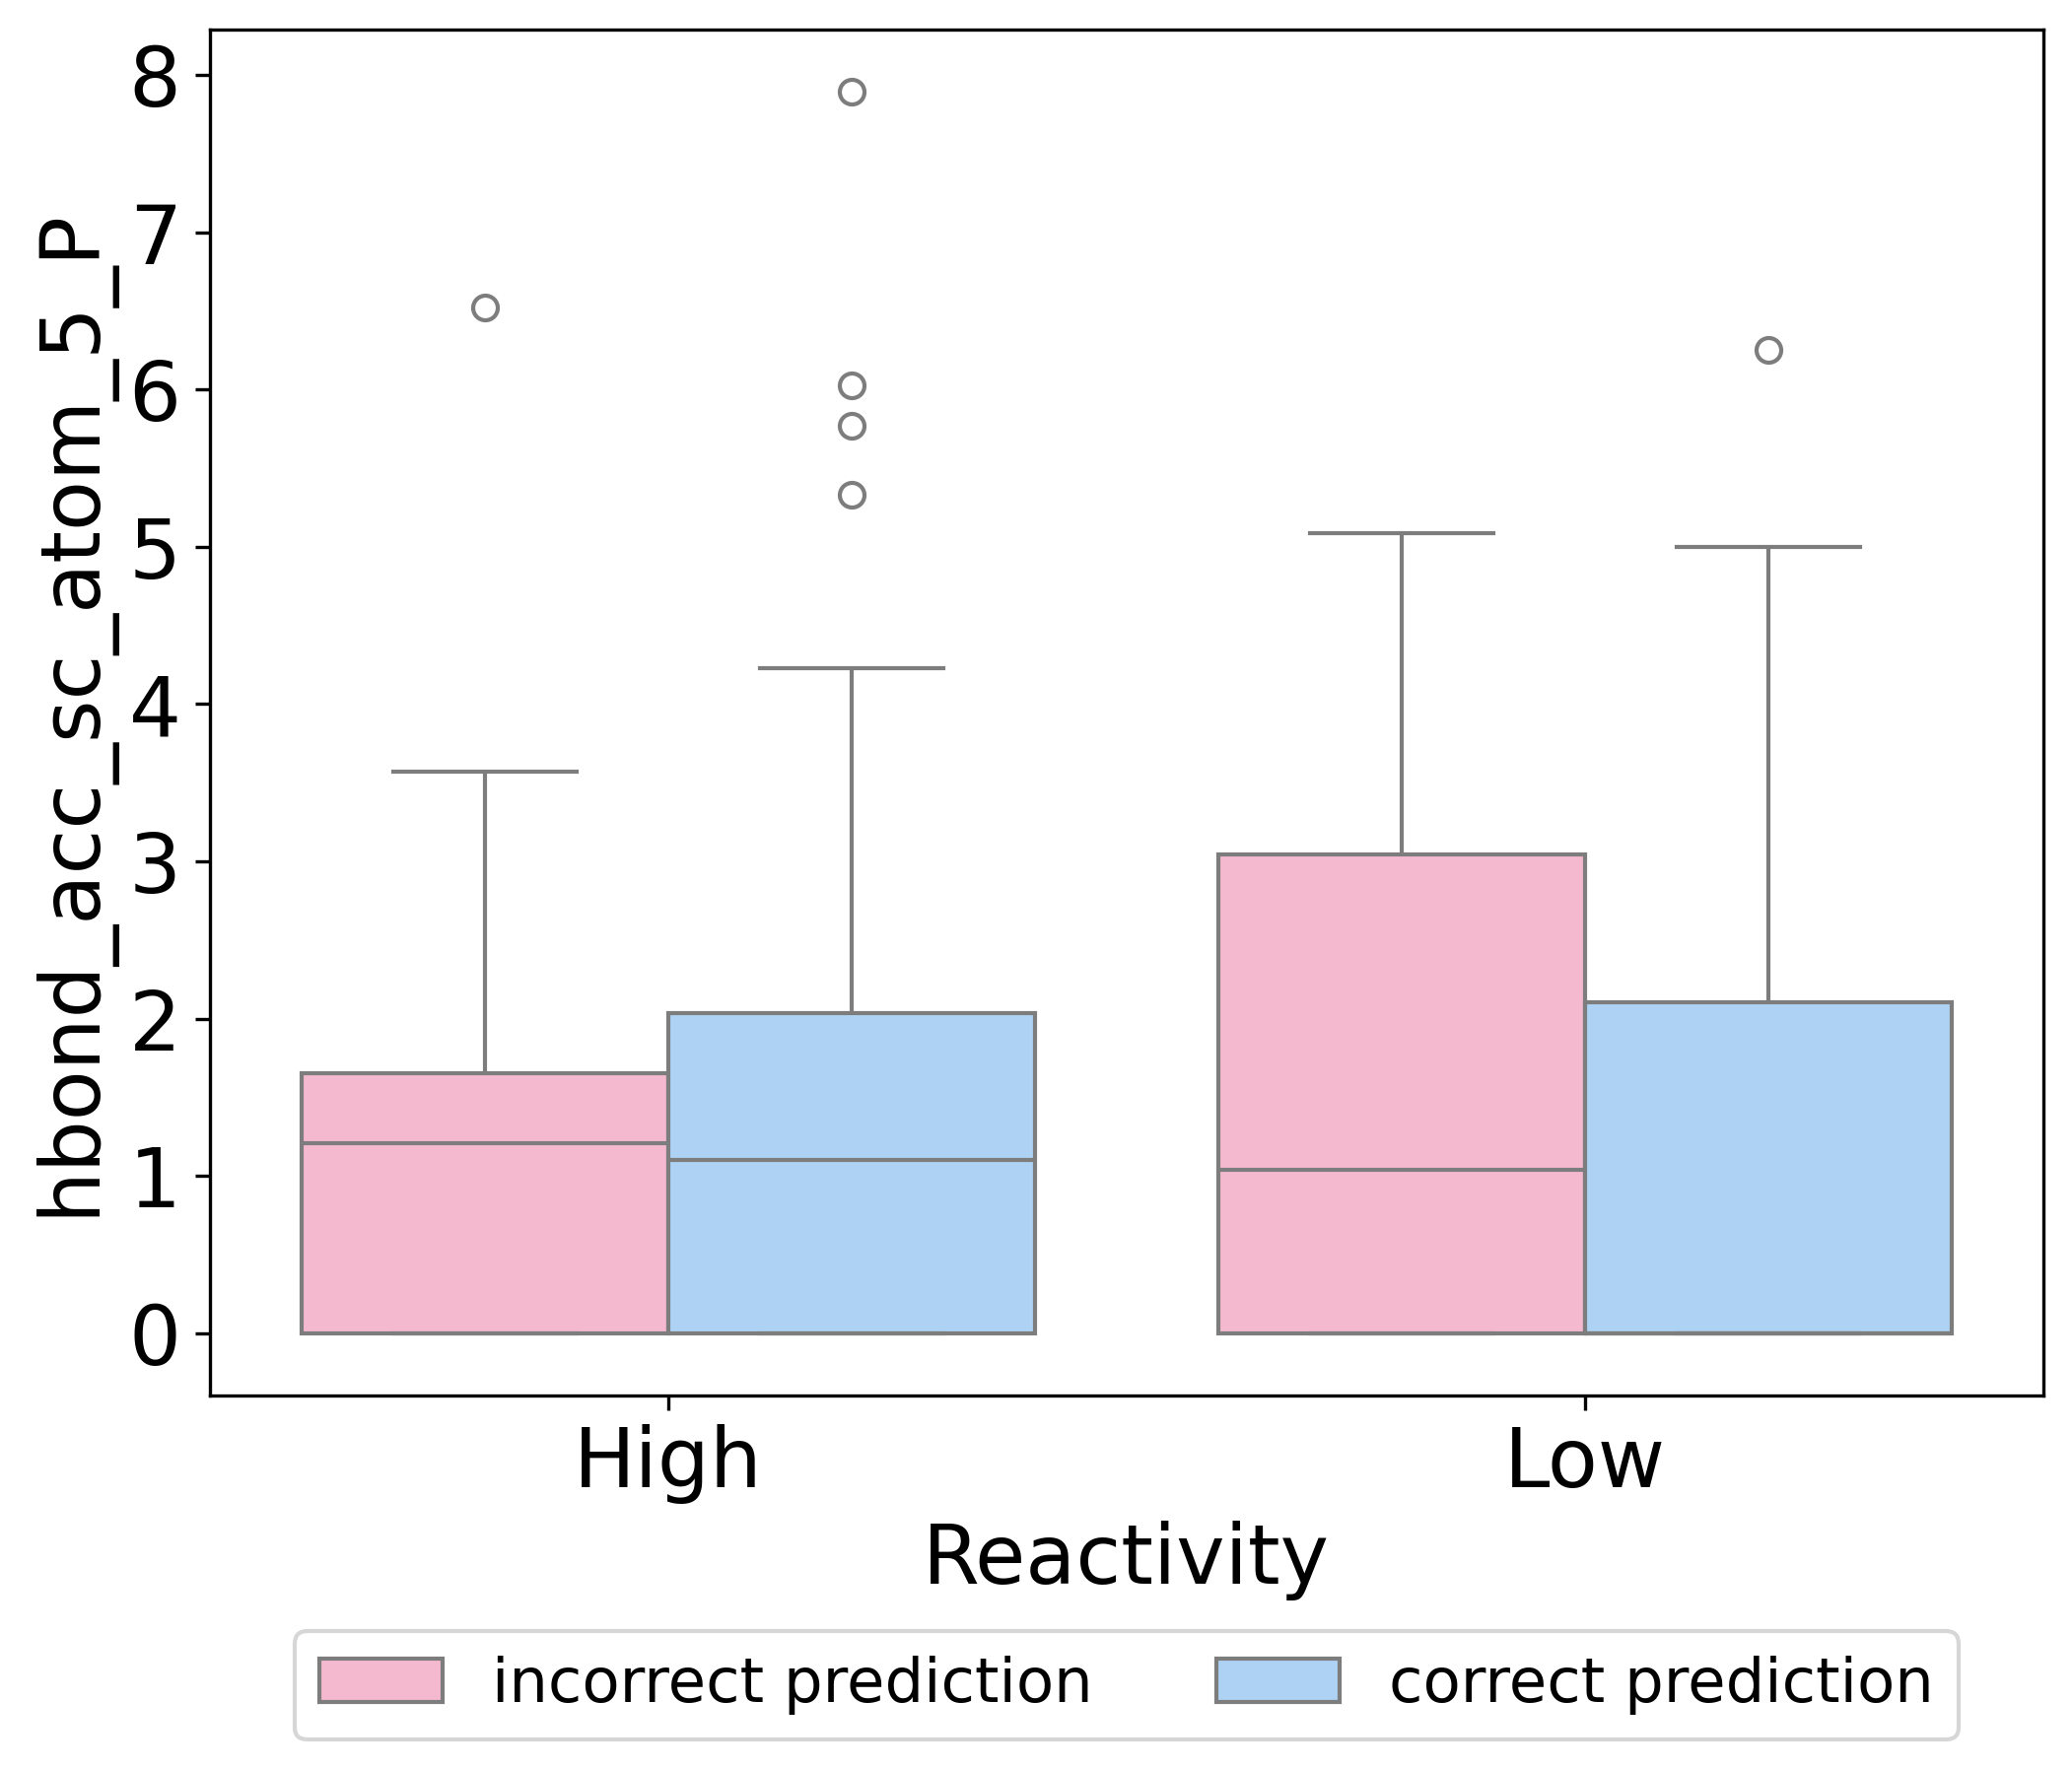 hbond_acc_sc_atom_5_P
8
7
6
5
4
3
2
1
0
High Low
Reactivity
incorrect prediction correct prediction